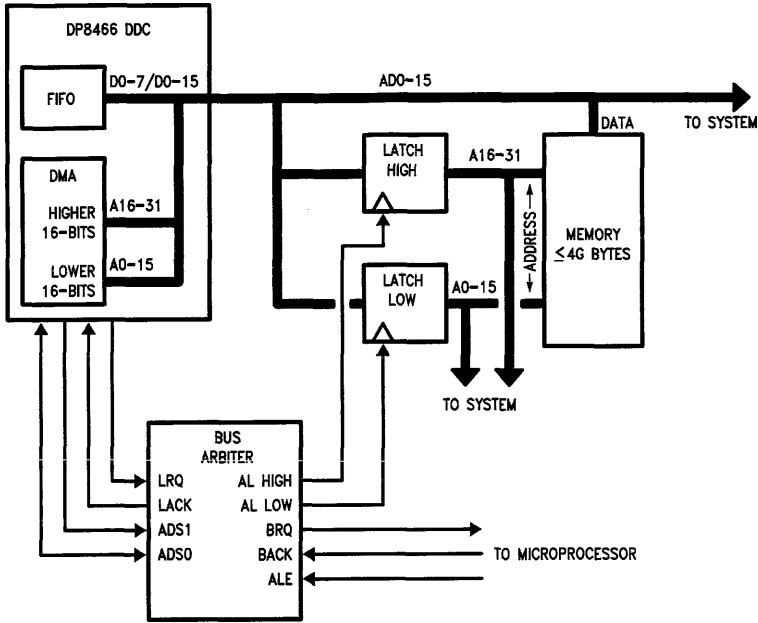 DP8466 DDC
FIFO
D0-7/D0-15
AD0-15
TO SYSTEM
DATA
DMA
HIGHER
16-BITS
A16-31
LOWER
16-BITS
A0-15
LATCH
HIGH
A16-31
LATCH
LOW
A0-15
ADDRESS
MEMORY
≤4G BYTES
TO SYSTEM
BUS
ARBITER
LRQ
LACK
ADS1
ADS0
AL HIGH
AL LOW
BRQ
BACK
ALE
TO MICROPROCESSOR